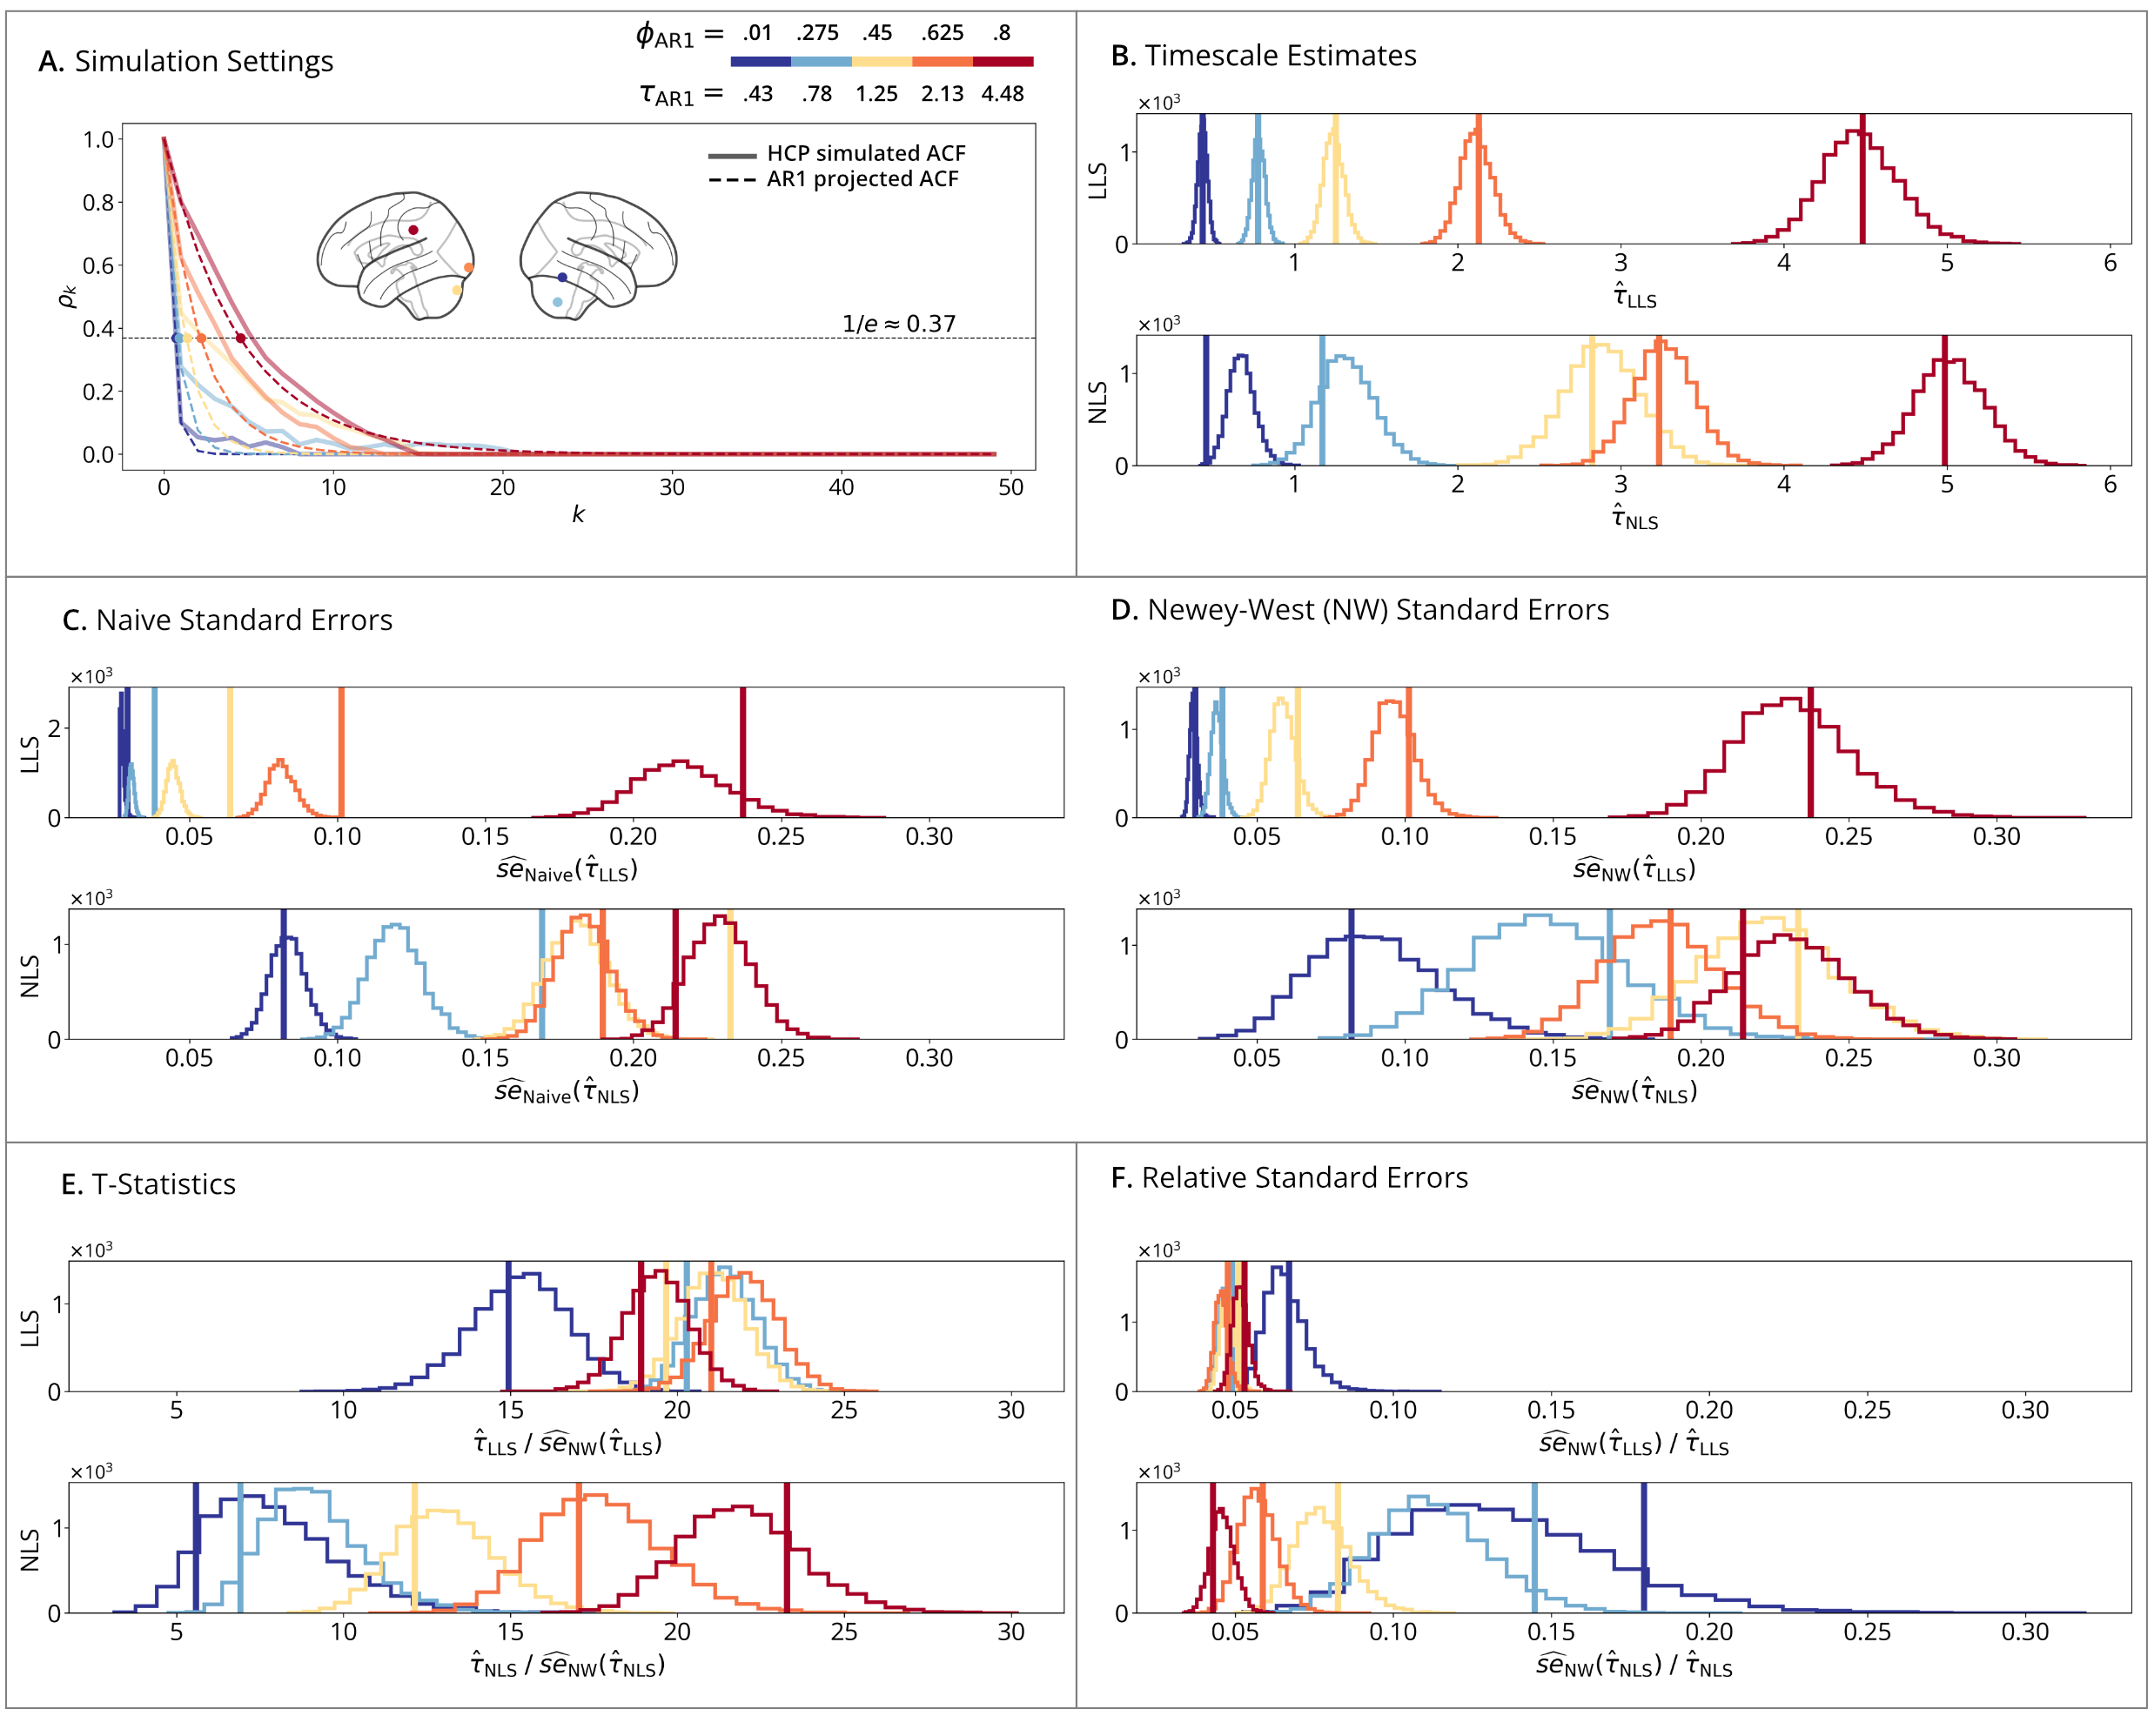 A. Simulation Settings
ϕAR1 = .01 .275 .45 .625 .8
τAR1 = .43 .78 1.25 2.13 4.48
HCP simulated ACF
AR1 projected ACF
1/e ≈ 0.37
ρk
1.0
0.8
0.6
0.4
0.2
0.0
0 10 20 30 40 50
k
B. Timescale Estimates
×10³
LLS
1
0
1 2 3 4 5 6
τ̂LLS
×10³
NLS
1
0
1 2 3 4 5 6
τ̂NLS
C. Naive Standard Errors
×10³
LLS
2
0
0.05 0.10 0.15 0.20 0.25 0.30
ŝeNaive(τ̂LLS)
×10³
NLS
1
0
0.05 0.10 0.15 0.20 0.25 0.30
ŝeNaive(τ̂NLS)
D. Newey-West (NW) Standard Errors
×10³
1
0
0.05 0.10 0.15 0.20 0.25 0.30
ŝeNW(τ̂LLS)
×10³
1
0
0.05 0.10 0.15 0.20 0.25 0.30
ŝeNW(τ̂NLS)
E. T-Statistics
×10³
LLS
1
0
5 10 15 20 25 30
τ̂LLS / ŝeNW(τ̂LLS)
×10³
NLS
1
0
5 10 15 20 25 30
τ̂NLS / ŝeNW(τ̂NLS)
F. Relative Standard Errors
×10³
1
0
0.05 0.10 0.15 0.20 0.25 0.30
ŝeNW(τ̂LLS) / τ̂LLS
×10³
1
0
0.05 0.10 0.15 0.20 0.25 0.30
ŝeNW(τ̂NLS) / τ̂NLS